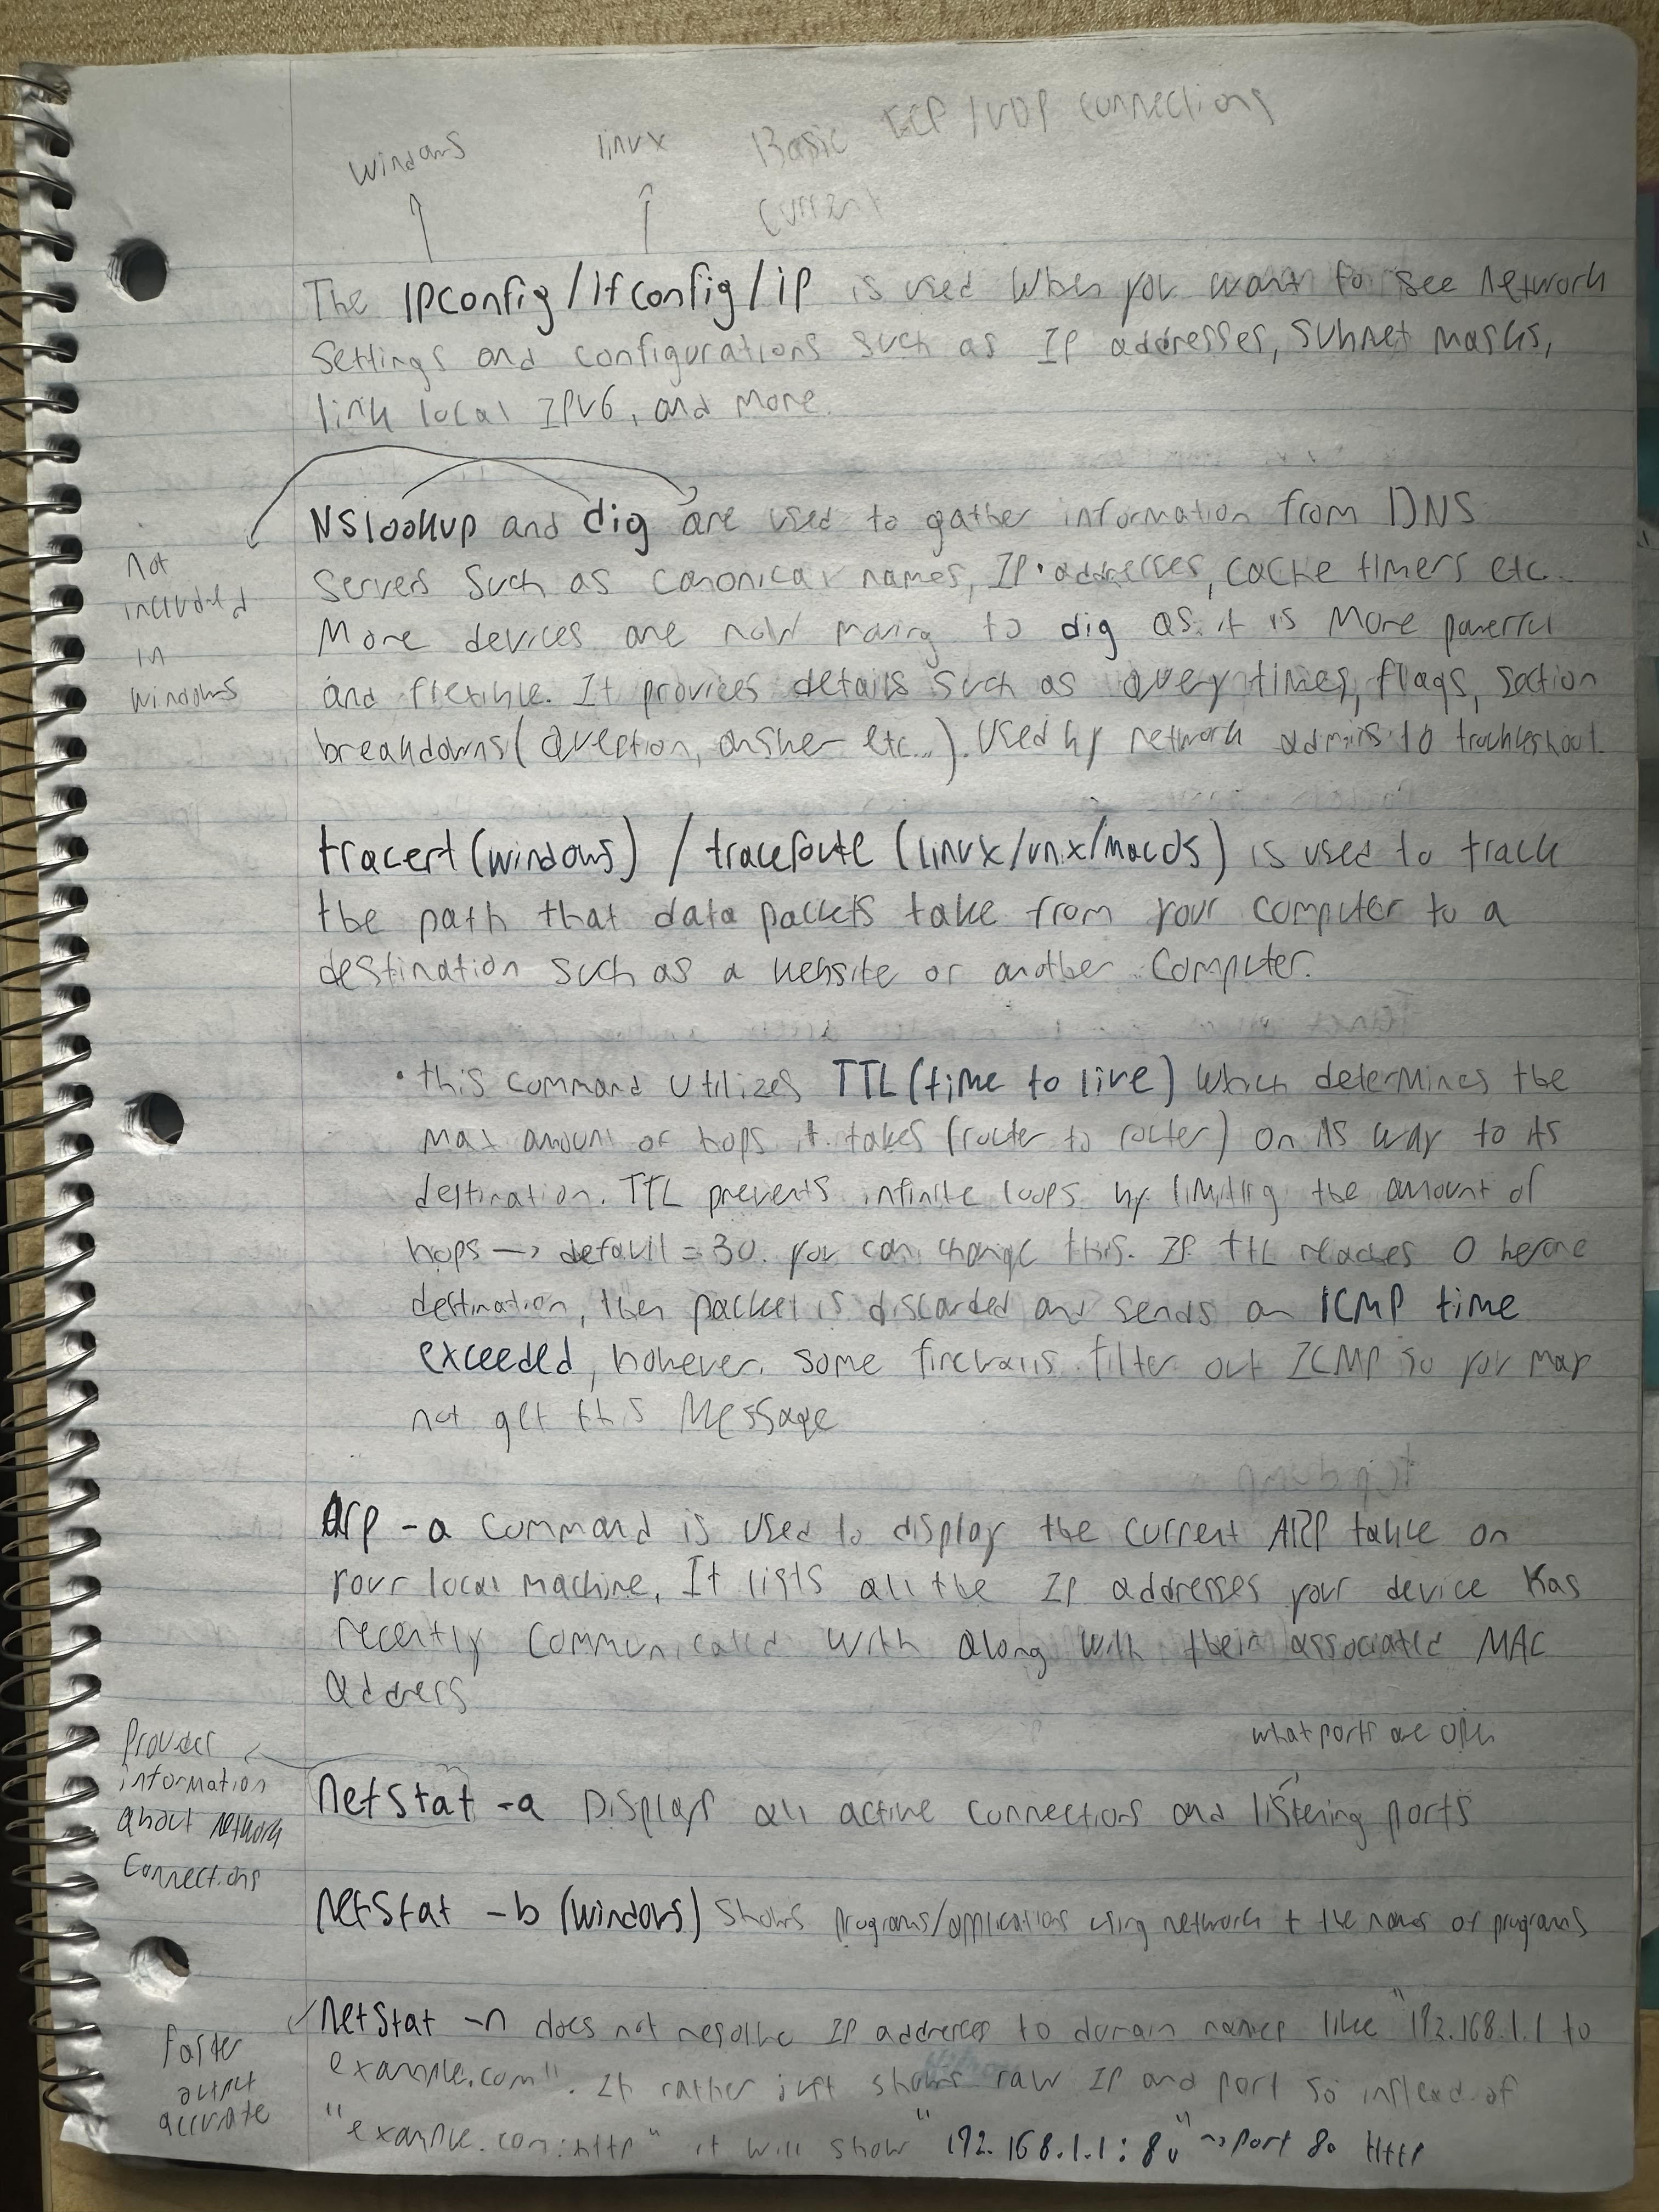 Basic TCP/UDP connections
windows
linux
current
The IPconfig/ifconfig/ip is used when you want to see network
settings and configurations such as IP addresses, subnet masks,
link local IPv6, and more.
NSlookup and dig are used to gather information from DNS
servers such as canonical names, IP addresses, cache timers etc.
More devices are now moving to dig as it is more powerful
and flexible. It provides details such as query times, flags, section
breakdowns (question, answer etc...). Used by network admins to troubleshoot.
not
included
in
windows
tracert (windows) / traceroute (linux/unix/macOS) is used to track
the path that data packets take from your computer to a
destination such as a website or another computer.
• this command utilizes TTL (time to live) which determines the
max amount of hops it takes (router to router) on its way to its
destination. TTL prevents infinite loops by limiting the amount of
hops → default = 30. you can change this. If TTL reaches 0 before
destination, then packet is discarded and sends an ICMP time
exceeded, however, some firewalls filter out ICMP so you may
not get this message
Arp -a command is used to display the current ARP table on
your local machine. It lists all the IP addresses your device has
recently communicated with along with their associated MAC
address
Provides
information
about network
connections
what ports are open
netstat -a Displays all active connections and listening ports
netstat -b (windows) shows programs/applications using network + the names of programs
netstat -n does not resolve IP addresses to domain names like "192.168.1.1 to
example.com". It rather just shows raw IP and port so instead of
"example.com:http" it will show "192.168.1.1:80" → port 80 Http
faster
output
accurate